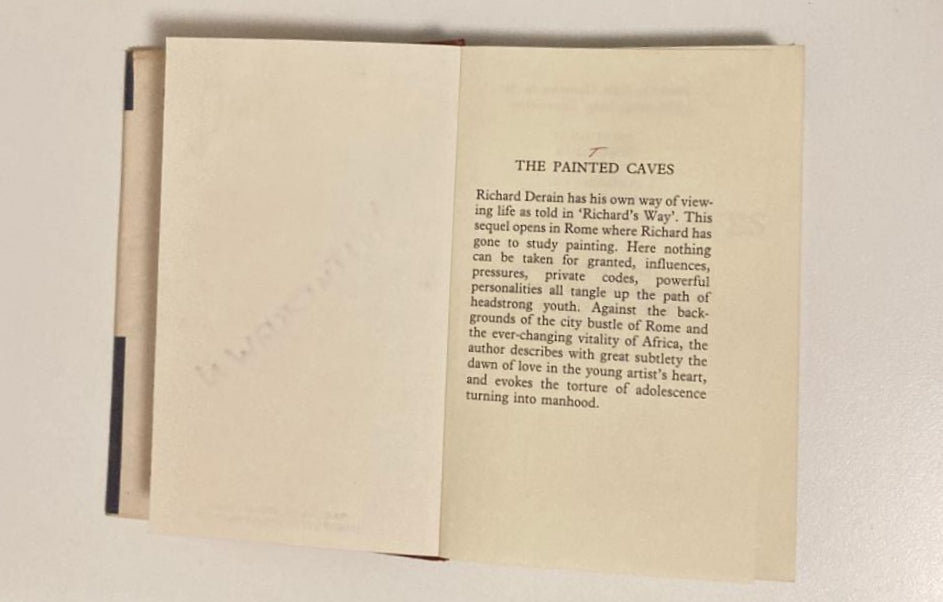 THE PAINTED CAVES
Richard Derain has his own way of view-
ing life as told in ‘Richard’s Way’. This
sequel opens in Rome where Richard has
gone to study painting. Here nothing
can be taken for granted, influences,
pressures, private codes, powerful
personalities all tangle up the path of
headstrong youth. Against the back-
grounds of the city bustle of Rome and
the ever-changing vitality of Africa, the
author describes with great subtlety the
dawn of love in the young artist’s heart,
and evokes the torture of adolescence
turning into manhood.